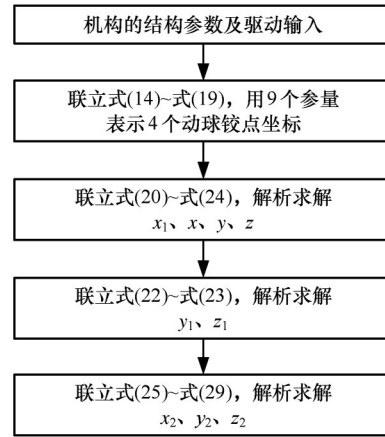 机构的结构参数及驱动输入
联立式(14)~式(19)，用9个参量
表示4个动球铰点坐标
联立式(20)~式(24)，解析求解
x₁、x、y、z
联立式(22)~式(23)，解析求解
y₁、z₁
联立式(25)~式(29)，解析求解
x₂、y₂、z₂